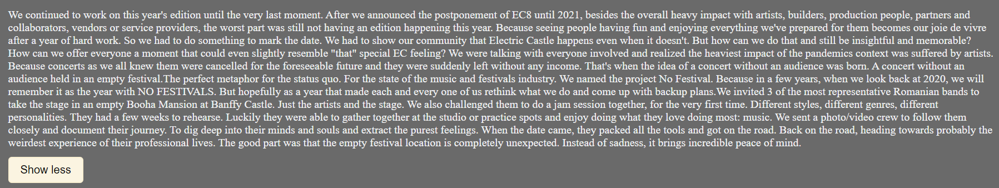 We continued to work on this year's edition until the very last moment. After we announced the postponement of EC8 until 2021, besides the overall heavy impact with artists, builders, production people, partners and
collaborators, vendors or service providers, the worst part was still not having an edition happening this year. Because seeing people having fun and enjoying everything we've prepared for them becomes our joie de vivre
after a year of hard work. So we had to do something to mark the date. We had to show our community that Electric Castle happens even when it doesn't. But how can we do that and still be insightful and memorable?
How can we offer everyone a moment that could even slightly resemble "that" special EC feeling? We were talking with everyone involved and realized the heaviest impact of the pandemics context was suffered by artists.
Because concerts as we all knew them were cancelled for the foreseeable future and they were suddenly left without any income. That's when the idea of a concert without an audience was born. A concert without an
audience held in an empty festival.The perfect metaphor for the status quo. For the state of the music and festivals industry. We named the project No Festival. Because in a few years, when we look back at 2020, we will
remember it as the year with NO FESTIVALS. But hopefully as a year that made each and every one of us rethink what we do and come up with backup plans.We invited 3 of the most representative Romanian bands to
take the stage in an empty Booha Mansion at Banffy Castle. Just the artists and the stage. We also challenged them to do a jam session together, for the very first time. Different styles, different genres, different
personalities. They had a few weeks to rehearse. Luckily they were able to gather together at the studio or practice spots and enjoy doing what they love doing most: music. We sent a photo/video crew to follow them
closely and document their journey. To dig deep into their minds and souls and extract the purest feelings. When the date came, they packed all the tools and got on the road. Back on the road, heading towards probably the
weirdest experience of their professional lives. The good part was that the empty festival location is completely unexpected. Instead of sadness, it brings incredible peace of mind.
Show less